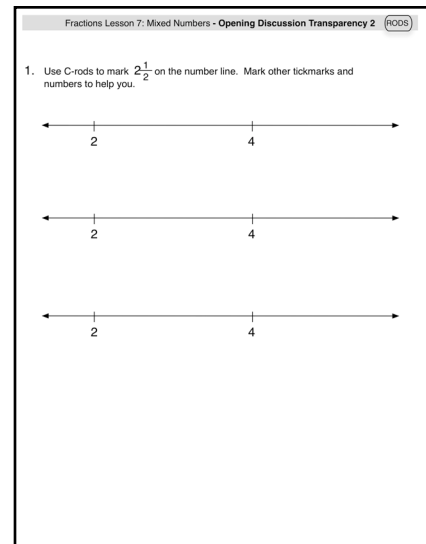 Fractions Lesson 7: Mixed Numbers - Opening Discussion Transparency 2 RODS
1. Use C-rods to mark 2 1/2 on the number line. Mark other tickmarks and
numbers to help you.
2 4
2 4
2 4